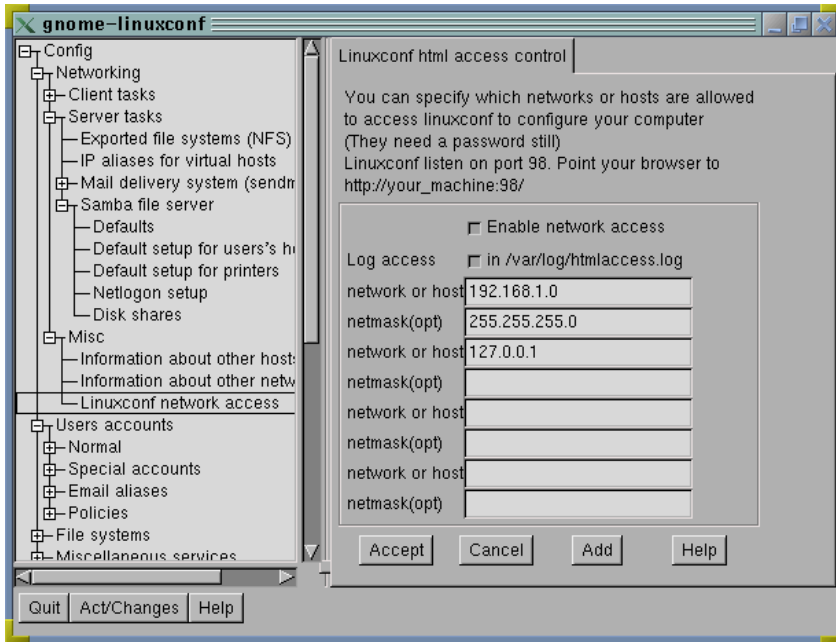 gnome-linuxconf
Config
Networking
Client tasks
Server tasks
Exported file systems (NFS)
IP aliases for virtual hosts
Mail delivery system (sendm
Samba file server
Defaults
Default setup for users's h
Default setup for printers
Netlogon setup
Disk shares
Misc
Information about other hosts
Information about other netw
Linuxconf network access
Users accounts
Normal
Special accounts
Email aliases
Policies
File systems
Miscellaneous services
Quit Act/Changes Help
Linuxconf html access control
You can specify which networks or hosts are allowed
to access linuxconf to configure your computer
(They need a password still)
Linuxconf listen on port 98. Point your browser to
http://your_machine:98/
Enable network access
Log access in /var/log/htmlaccess.log
network or host 192.168.1.0
netmask(opt) 255.255.255.0
network or host 127.0.0.1
netmask(opt)
network or host
netmask(opt)
network or host
netmask(opt)
Accept Cancel Add Help